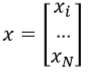 x = [x_i
...
x_N]